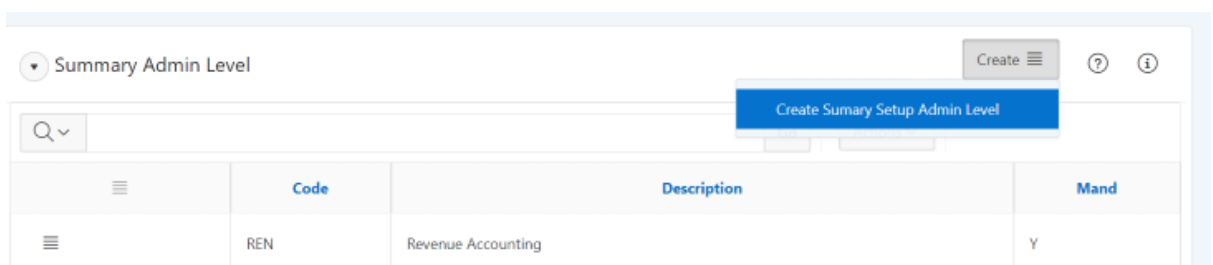 Summary Admin Level
Create
Create Sumary Setup Admin Level
Code Description Mand
REN Revenue Accounting Y